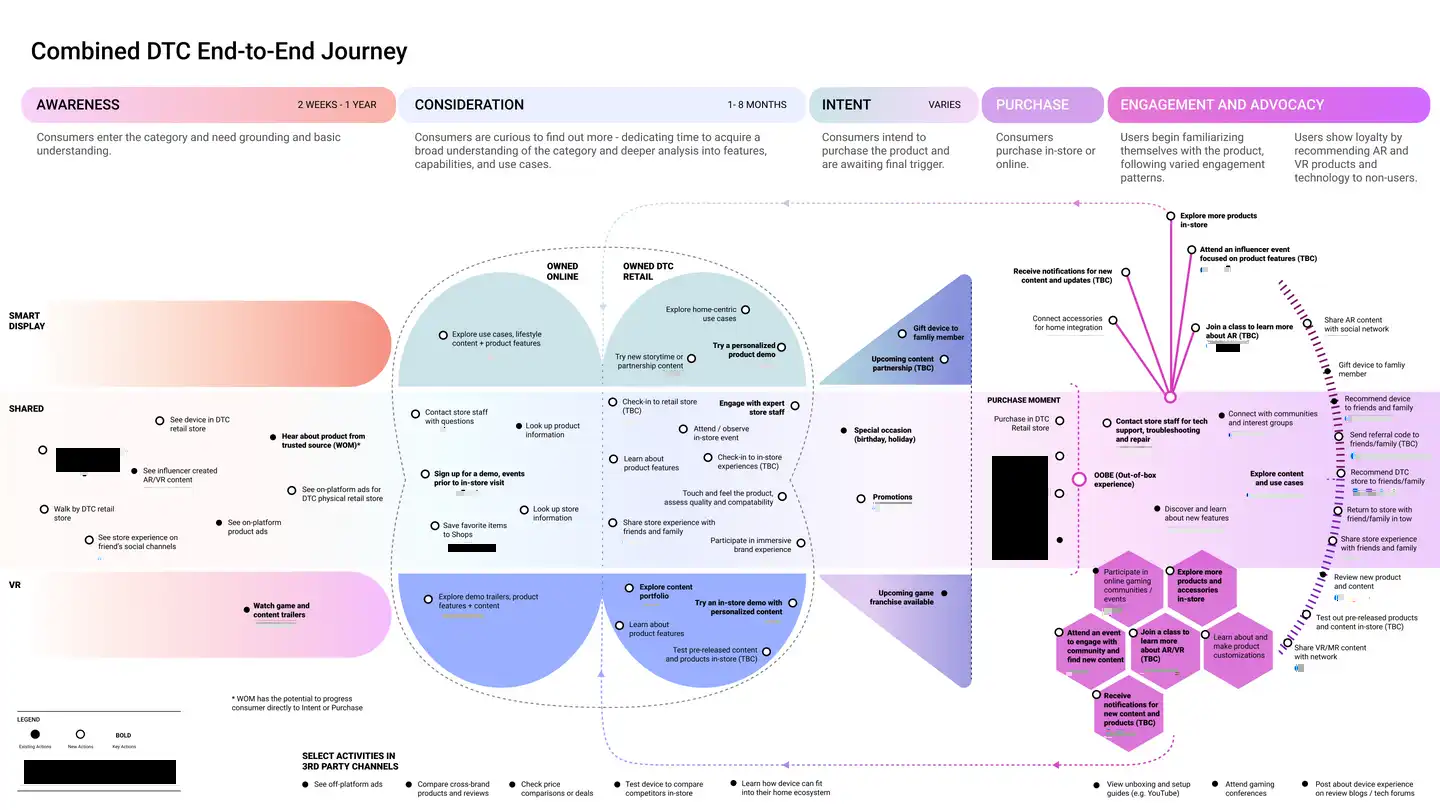 Combined DTC End-to-End Journey
AWARENESS
2 WEEKS - 1 YEAR
Consumers enter the category and need grounding and basic
understanding.
CONSIDERATION
1- 8 MONTHS
Consumers are curious to find out more - dedicating time to acquire a
broad understanding of the category and deeper analysis into features,
capabilities, and use cases.
INTENT
VARIES
Consumers intend to
purchase the product and
are awaiting final trigger.
PURCHASE
Consumers
purchase in-store or
online.
ENGAGEMENT AND ADVOCACY
Users begin familiarizing
themselves with the product,
following varied engagement
patterns.
Users show loyalty by
recommending AR and
VR products and
technology to non-users.
SMART
DISPLAY
SHARED
See device in DTC
retail store
Hear about product from
trusted source (WOM)*
See influencer created
AR/VR content
See on-platform ads for
DTC physical retail store
Walk by DTC retail
store
See on-platform
product ads
See store experience on
friend's social channels
VR
Watch game and
content trailers
* WOM has the potential to progress
consumer directly to Intent or Purchase
OWNED
ONLINE
OWNED DTC
RETAIL
Explore use cases, lifestyle
content + product features
Explore home-centric
use cases
Try a personalized
product demo
Try new storytime or
partnership content
Contact store staff
with questions
Look up product
information
Sign up for a demo, events
prior to in-store visit
Look up store
information
Save favorite items
to Shops
Check-in to retail store
(TBC)
Engage with expert
store staff
Attend / observe
in-store event
Learn about
product features
Check-in to in-store
experiences (TBC)
Touch and feel the product,
assess quality and compatability
Share store experience with
friends and family
Participate in immersive
brand experience
Explore demo trailers, product
features + content
Explore content
portfolio
Try an in-store demo with
personalized content
Learn about
product features
Test pre-released content
and products in-store (TBC)
Gift device to
famliy member
Upcoming content
partnership (TBC)
Special occasion
(birthday, holiday)
Promotions
Upcoming game
franchise available
PURCHASE MOMENT
Purchase in DTC
Retail store
OOBE (Out-of-box
experience)
Explore more products
in-store
Attend an influencer event
focused on product features (TBC)
Receive notifications for new
content and updates (TBC)
Connect accessories
for home integration
Join a class to learn more
about AR (TBC)
Contact store staff for tech
support, troubleshooting
and repair
Connect with communities
and interest groups
Explore content
and use cases
Discover and learn
about new features
Participate in
online gaming
communities /
events
Explore more
products and
accessories
in-store
Attend an event
to engage with
community and
find new content
Join a class to
learn more
about AR/VR
(TBC)
Learn about and
make product
customizations
Receive
notifications for
new content and
products (TBC)
Share AR content
with social network
Gift device to famliy
member
Recommend device
to friends and family
Send referral code to
friends/family (TBC)
Recommend DTC
store to friends/family
Return to store with
friend/family in tow
Share store experience
with friends and family
Review new product
and content
Test out pre-released products
and content in-store (TBC)
Share VR/MR content
with network
LEGEND
Existing Actions
New Actions
BOLD
Key Actions
SELECT ACTIVITIES IN
3RD PARTY CHANNELS
See off-platform ads
Compare cross-brand
products and reviews
Check price
comparisons or deals
Test device to compare
competitors in-store
Learn how device can fit
into their home ecosystem
View unboxing and setup
guides (e.g. YouTube)
Attend gaming
conferences
Post about device experience
on review blogs / tech forums